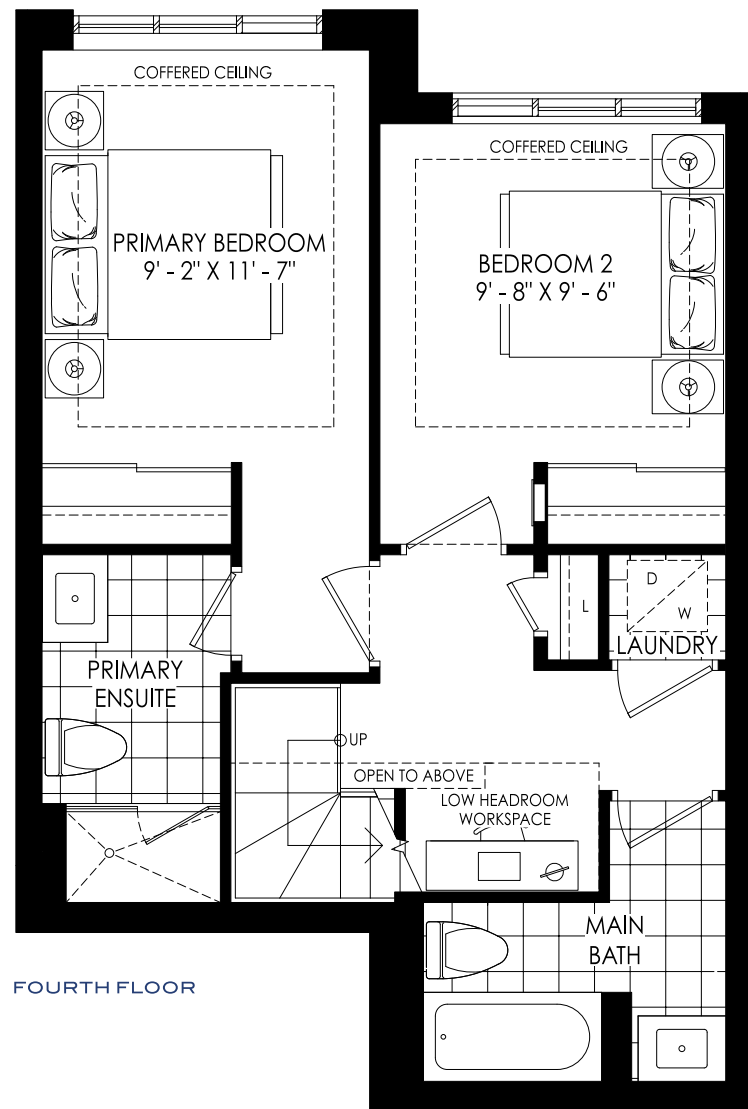 COFFERED CEILING
COFFERED CEILING
PRIMARY BEDROOM
9' - 2" X 11' - 7"
BEDROOM 2
9' - 8" X 9' - 6"
D
W
L
LAUNDRY
PRIMARY
ENSUITE
UP
OPEN TO ABOVE
LOW HEADROOM
WORKSPACE
MAIN
BATH
FOURTH FLOOR